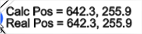 Calc Pos = 642.3, 255.9
Real Pos = 642.3, 255.9